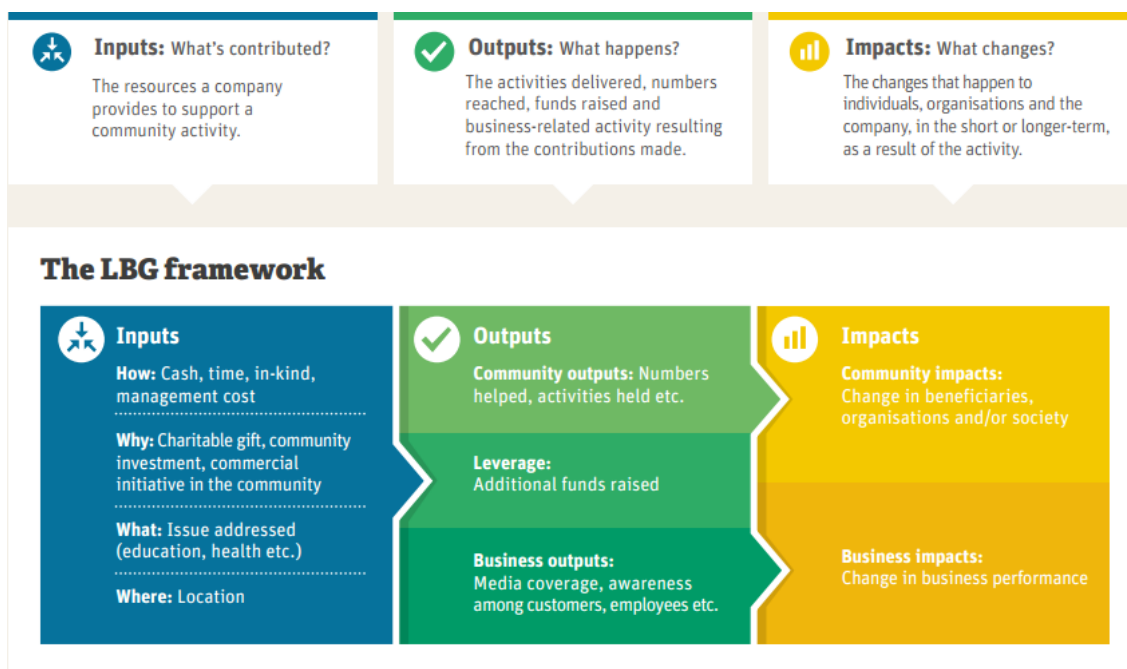 Inputs: What's contributed?
The resources a company
provides to support a
community activity.
Outputs: What happens?
The activities delivered, numbers
reached, funds raised and
business-related activity resulting
from the contributions made.
Impacts: What changes?
The changes that happen to
individuals, organisations and the
company, in the short or longer-term,
as a result of the activity.
The LBG framework
Inputs
How: Cash, time, in-kind,
management cost
Why: Charitable gift, community
investment, commercial
initiative in the community
What: Issue addressed
(education, health etc.)
Where: Location
Outputs
Community outputs: Numbers
helped, activities held etc.
Leverage:
Additional funds raised
Business outputs:
Media coverage, awareness
among customers, employees etc.
Impacts
Community impacts:
Change in beneficiaries,
organisations and/or society
Business impacts:
Change in business performance